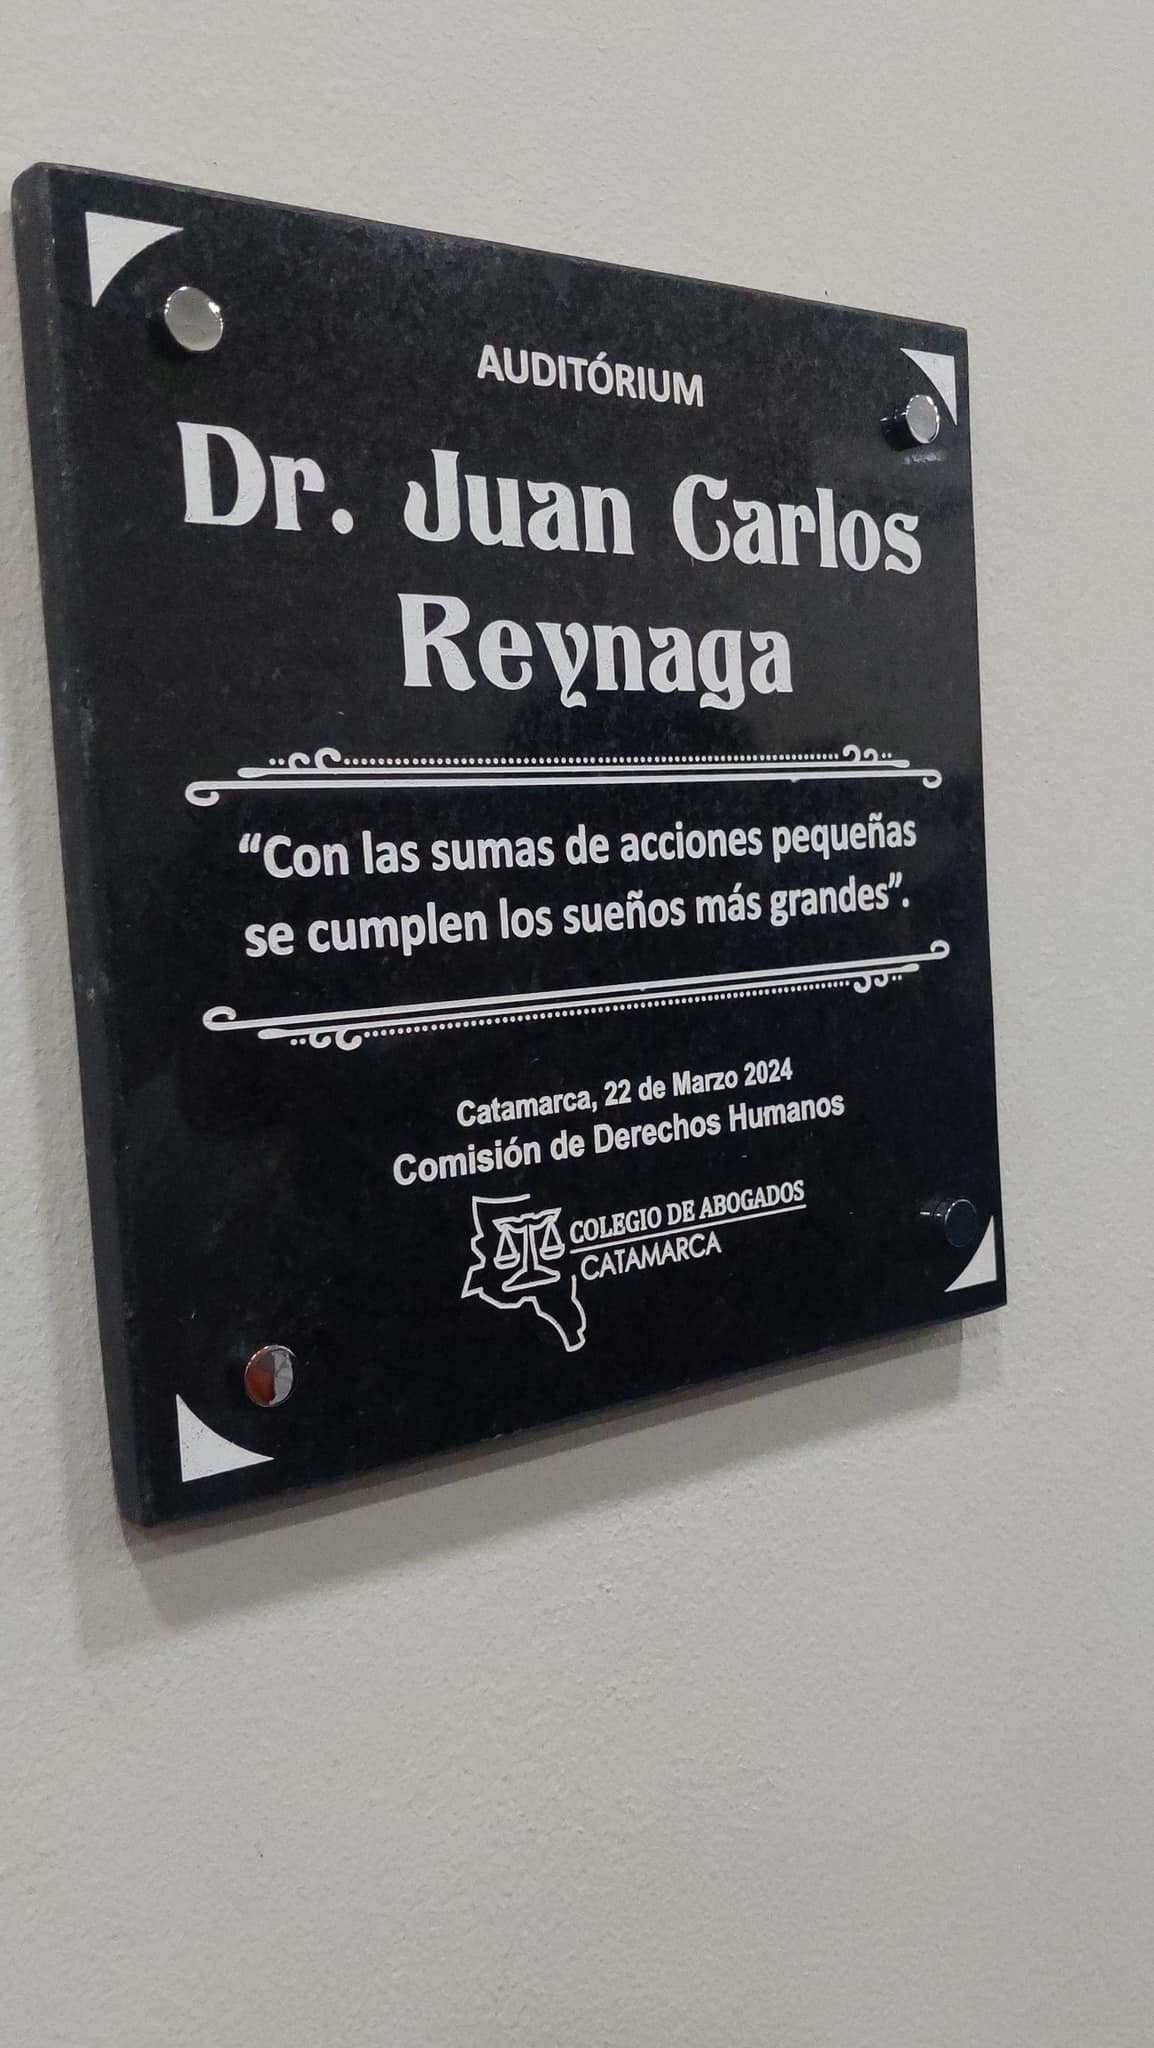 AUDITÓRIUM
Dr. Juan Carlos
Reynaga
“Con las sumas de acciones pequeñas
se cumplen los sueños más grandes”.
Catamarca, 22 de Marzo 2024
Comisión de Derechos Humanos
COLEGIO DE ABOGADOS
CATAMARCA